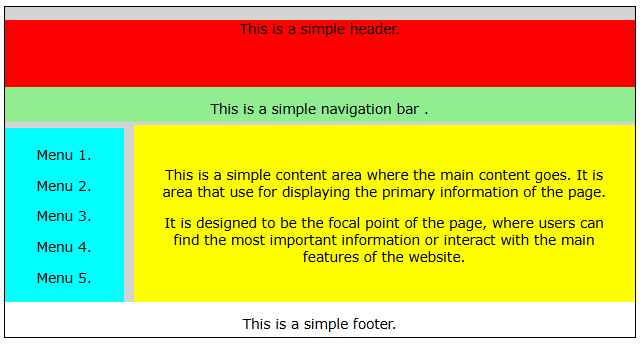 This is a simple header.
This is a simple navigation bar .
Menu 1.
Menu 2.
Menu 3.
Menu 4.
Menu 5.
This is a simple content area where the main content goes. It is
area that use for displaying the primary information of the page.
It is designed to be the focal point of the page, where users can
find the most important information or interact with the main
features of the website.
This is a simple footer.